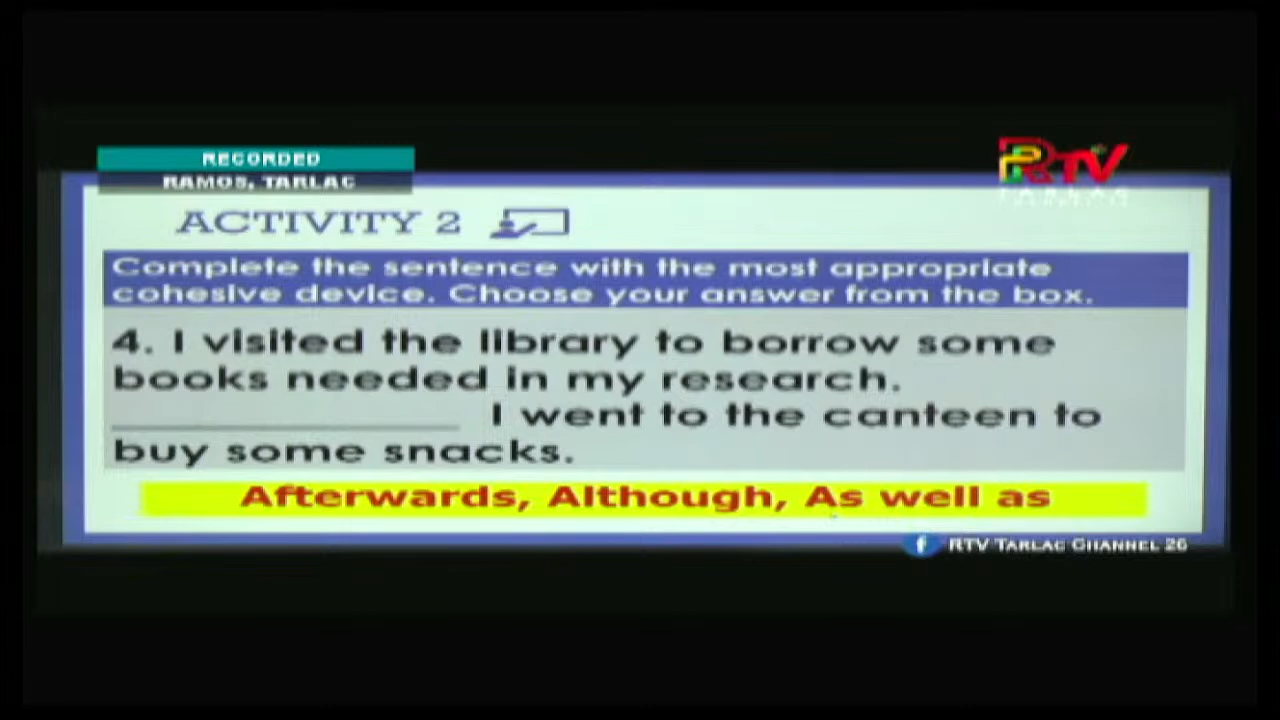 RECORDED
RAMOS, TARLAC
RTV
TARLAC
ACTIVITY 2
Complete the sentence with the most appropriate
cohesive device. Choose your answer from the box.
4. I visited the library to borrow some
books needed in my research.
____________ I went to the canteen to
buy some snacks.
Afterwards, Although, As well as
RTV TARLAC CHANNEL 26